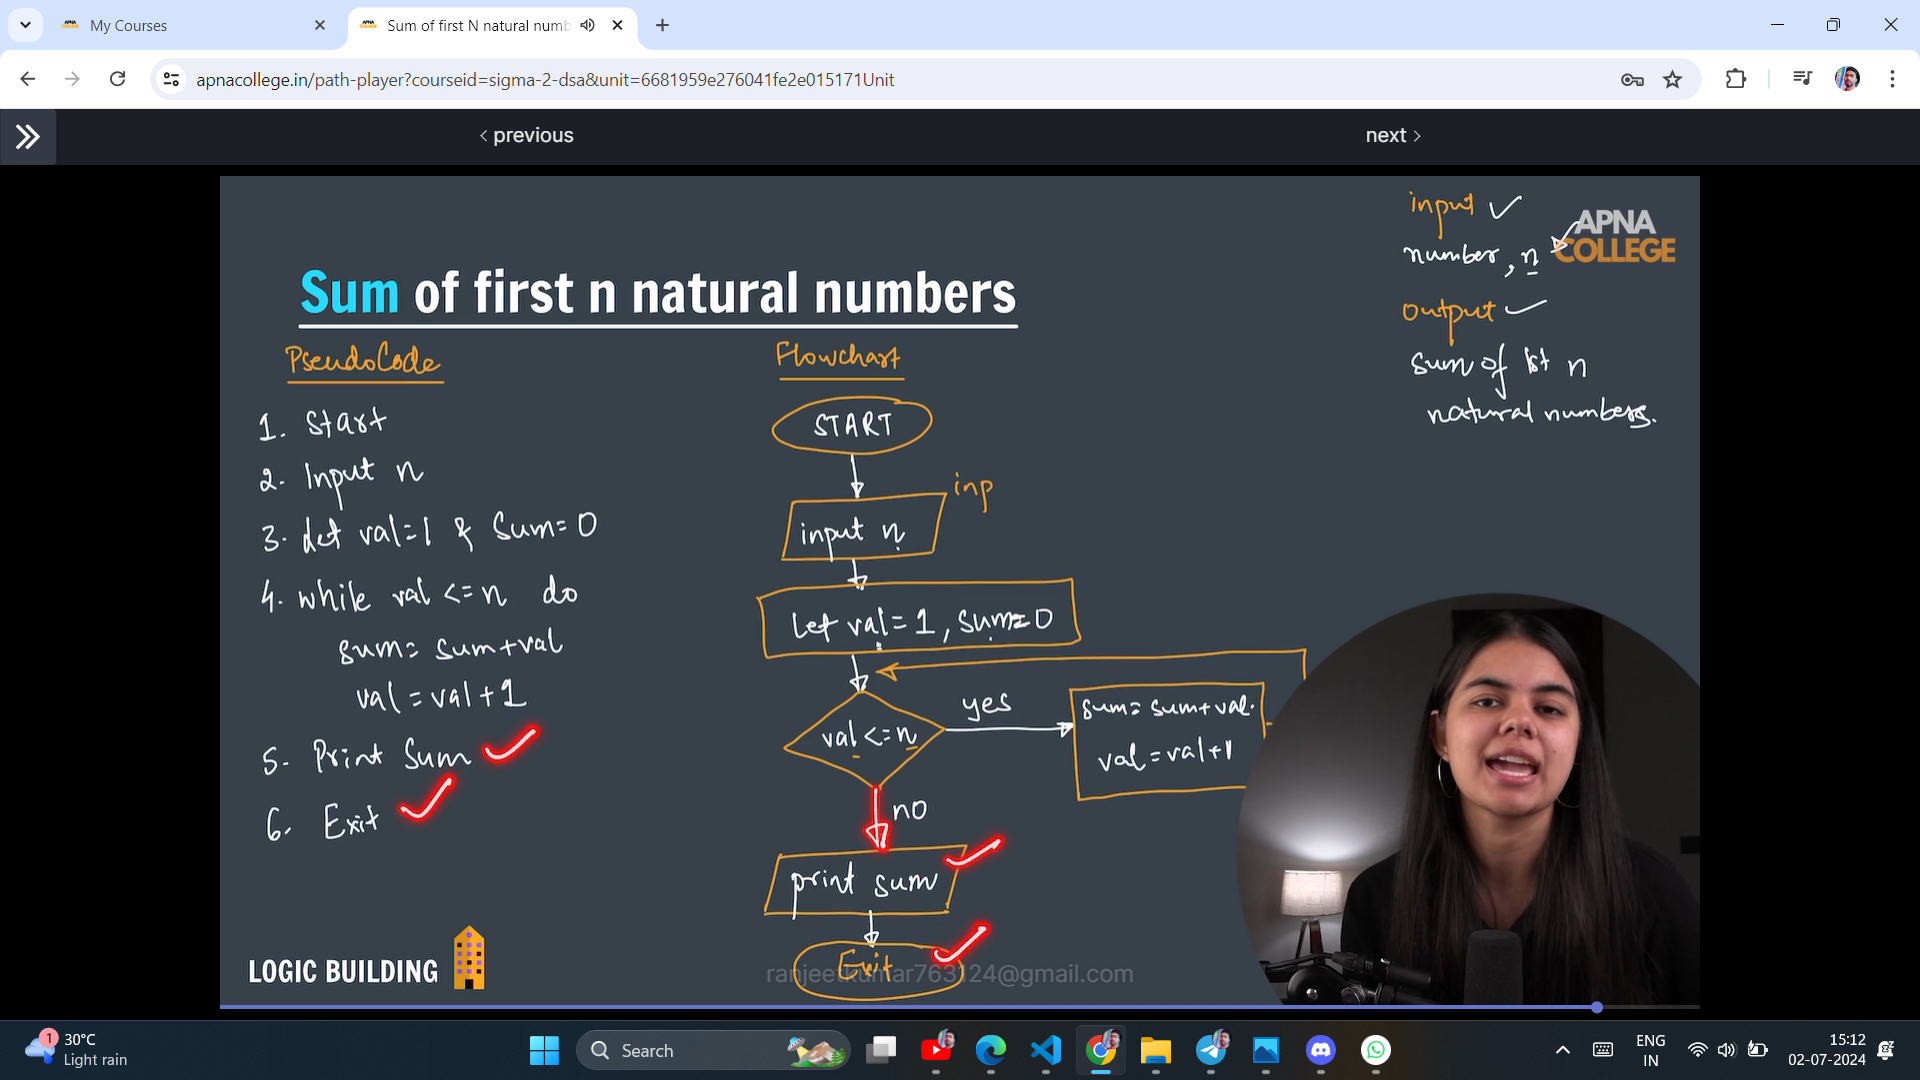 My Courses
Sum of first N natural numb
apnacollege.in/path-player?courseid=sigma-2-dsa&unit=6681959e276041fe2e015171Unit
previous
next
input
number, n
APNA
COLLEGE
output
sum of 1st n
natural numbers.
Sum of first n natural numbers
PseudoCode
1. Start
2. Input n
3. Let val=1 & Sum=0
4. while val <=n do
sum= sum+val
val = val+1
5. Print Sum
6. Exit
Flowchart
START
inp
input n
Let val=1, sum=0
val <=n
yes
sum= sum+val.
val = val+1
no
print sum
Exit
ranjeetkumar763124@gmail.com
LOGIC BUILDING
1
30°C
Light rain
Search
ENG
IN
15:12
02-07-2024